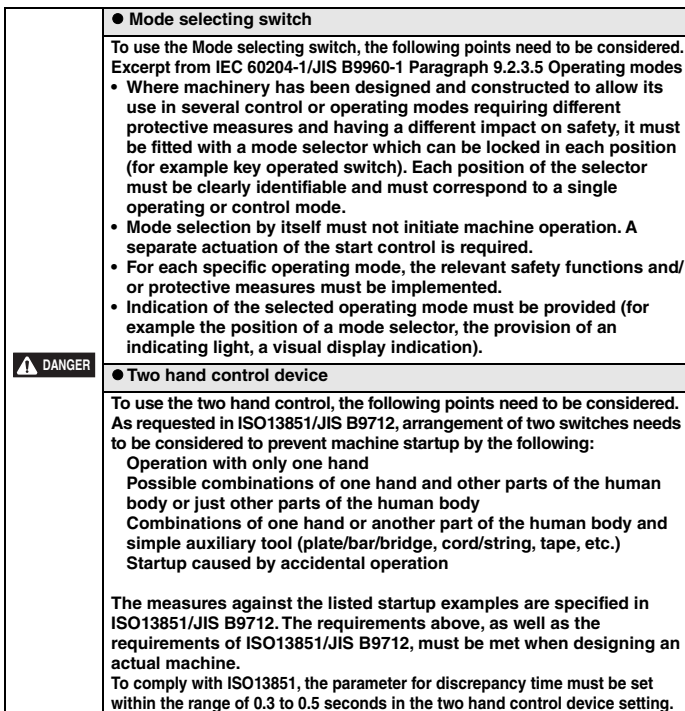 ● Mode selecting switch
To use the Mode selecting switch, the following points need to be considered.
Excerpt from IEC 60204-1/JIS B9960-1 Paragraph 9.2.3.5 Operating modes
• Where machinery has been designed and constructed to allow its
use in several control or operating modes requiring different
protective measures and having a different impact on safety, it must
be fitted with a mode selector which can be locked in each position
(for example key operated switch). Each position of the selector
must be clearly identifiable and must correspond to a single
operating or control mode.
• Mode selection by itself must not initiate machine operation. A
separate actuation of the start control is required.
• For each specific operating mode, the relevant safety functions and/
or protective measures must be implemented.
• Indication of the selected operating mode must be provided (for
example the position of a mode selector, the provision of an
indicating light, a visual display indication).
DANGER
● Two hand control device
To use the two hand control, the following points need to be considered.
As requested in ISO13851/JIS B9712, arrangement of two switches needs
to be considered to prevent machine startup by the following:
Operation with only one hand
Possible combinations of one hand and other parts of the human
body or just other parts of the human body
Combinations of one hand or another part of the human body and
simple auxiliary tool (plate/bar/bridge, cord/string, tape, etc.)
Startup caused by accidental operation
The measures against the listed startup examples are specified in
ISO13851/JIS B9712. The requirements above, as well as the
requirements of ISO13851/JIS B9712, must be met when designing an
actual machine.
To comply with ISO13851, the parameter for discrepancy time must be set
within the range of 0.3 to 0.5 seconds in the two hand control device setting.